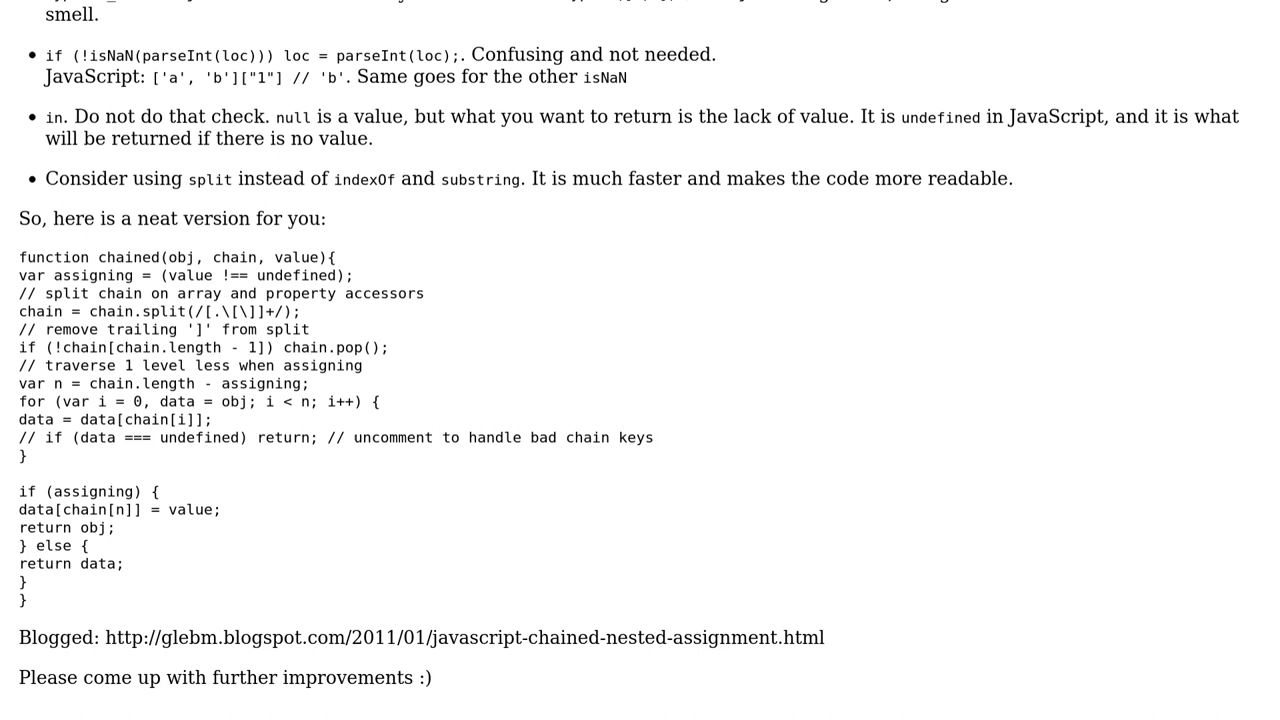 smell.
if (!isNaN(parseInt(loc))) loc = parseInt(loc);. Confusing and not needed.
JavaScript: ['a', 'b']["1"] // 'b'. Same goes for the other isNaN
in. Do not do that check. null is a value, but what you want to return is the lack of value. It is undefined in JavaScript, and it is what
will be returned if there is no value.
Consider using split instead of indexOf and substring. It is much faster and makes the code more readable.
So, here is a neat version for you:
function chained(obj, chain, value){
var assigning = (value !== undefined);
// split chain on array and property accessors
chain = chain.split(/[.\[\]]+/);
// remove trailing ']' from split
if (!chain[chain.length - 1]) chain.pop();
// traverse 1 level less when assigning
var n = chain.length - assigning;
for (var i = 0, data = obj; i < n; i++) {
data = data[chain[i]];
// if (data === undefined) return; // uncomment to handle bad chain keys
}
if (assigning) {
data[chain[n]] = value;
return obj;
} else {
return data;
}
}
Blogged: http://glebm.blogspot.com/2011/01/javascript-chained-nested-assignment.html
Please come up with further improvements :)